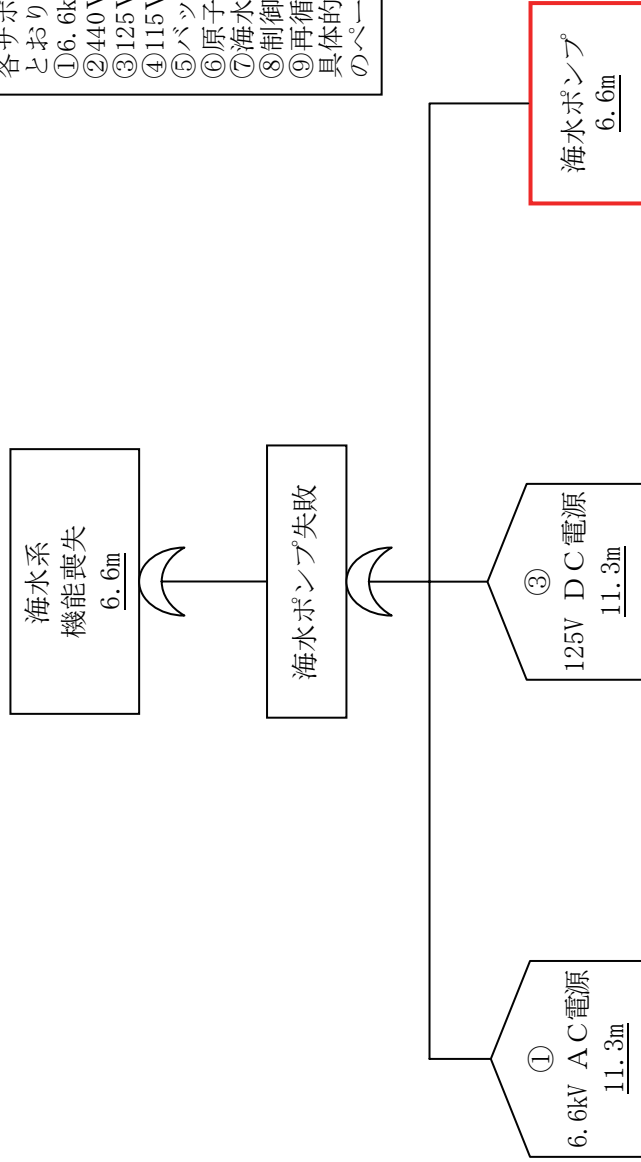 各サポ
とおり
①6.6k
②440V
③125V
④115V
⑤バッ
⑥原子
⑦海水
⑧制御
⑨再循
具体的
のペー
海水系
機能喪失
6.6m
海水ポンプ失敗
①
6.6kV ＡＣ電源
11.3m
③
125V ＤＣ電源
11.3m
海水ポンプ
6.6m